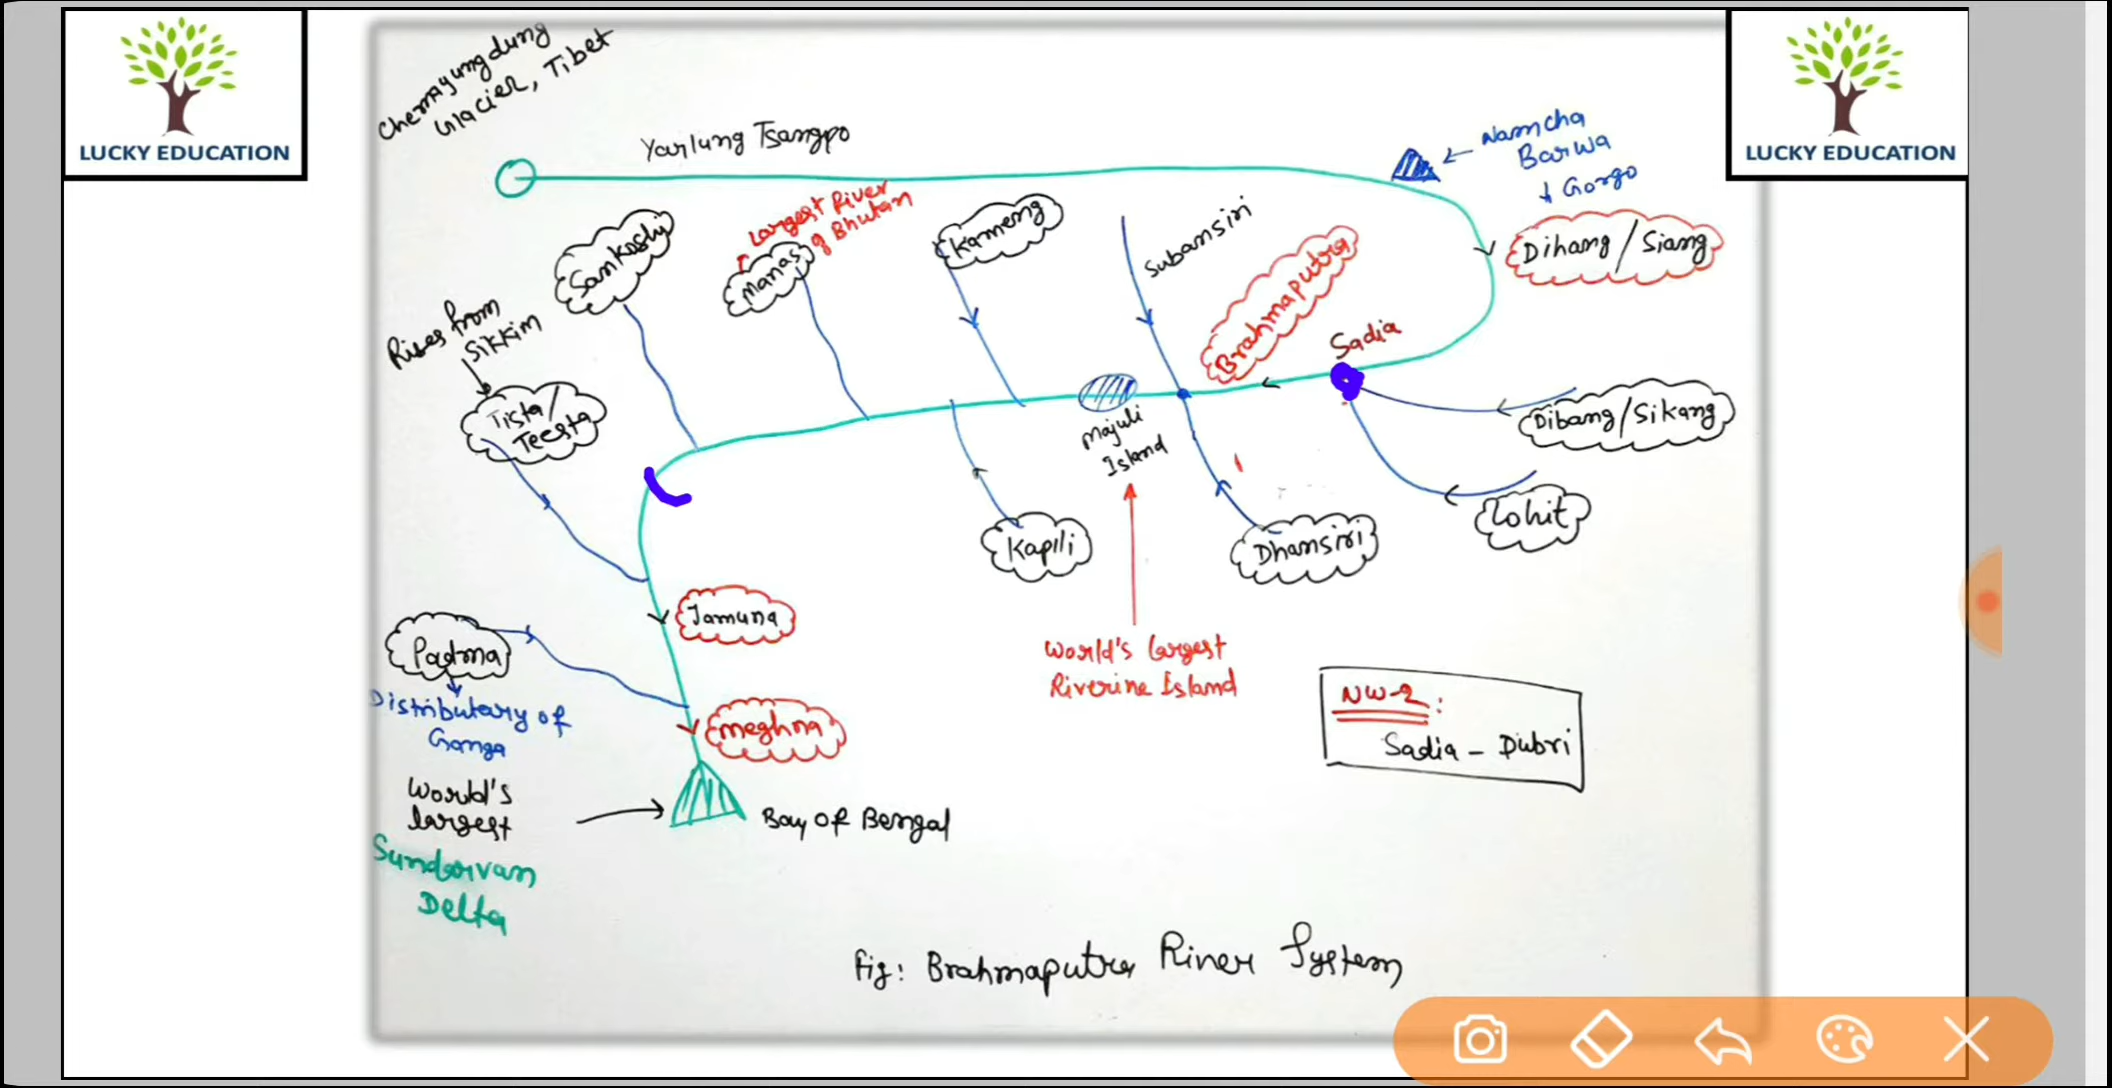 LUCKY EDUCATION
LUCKY EDUCATION
Chemayungdung
Glacier, Tibet
Yarlung Tsangpo
Namcha
Barwa
Gorgo
Dihang / Siang
Sankosh
Largest River
of Bhutan
Manas
Kameng
Subansiri
Brahmaputra
Sadia
Rises from
Sikkim
Tista/
Teesta
Majuli
Island
Dibang/Sikang
Lohit
Kapili
Dhansiri
World's largest
Riverine Island
Jamuna
Padma
Distributary of
Ganga
Meghna
NW-2:
Sadia - Dubri
World's
largest
Sundarvan
Delta
Bay of Bengal
Fig: Brahmaputra River System